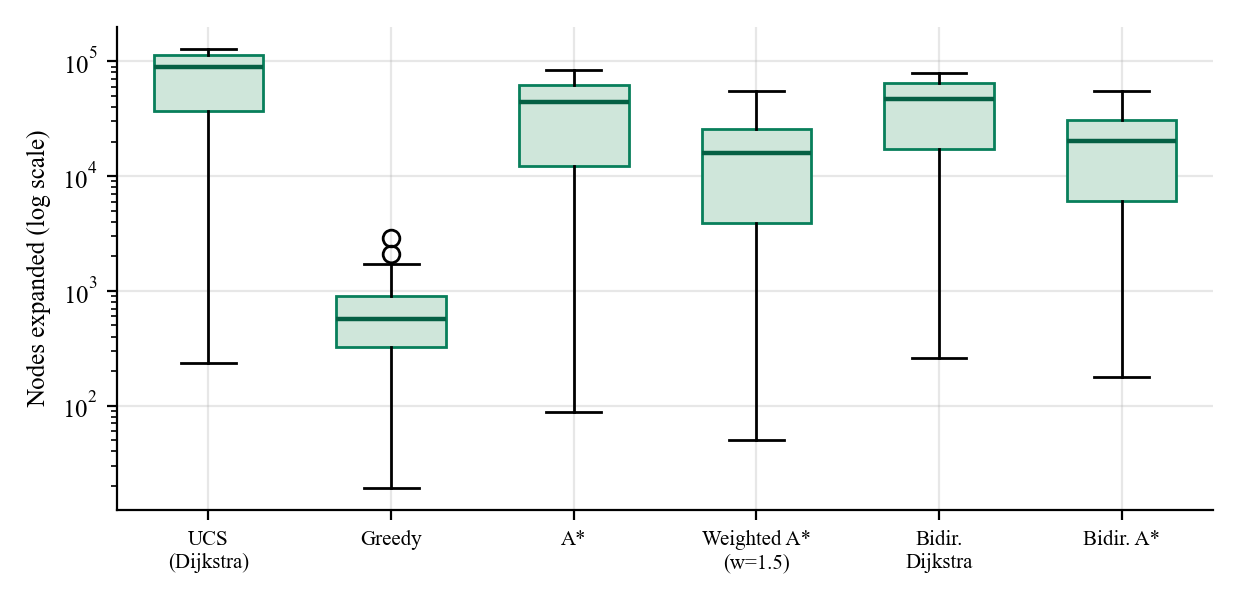 Nodes expanded (log scale)
10^5
10^4
10^3
10^2
UCS
(Dijkstra)
Greedy
A*
Weighted A*
(w=1.5)
Bidir.
Dijkstra
Bidir. A*